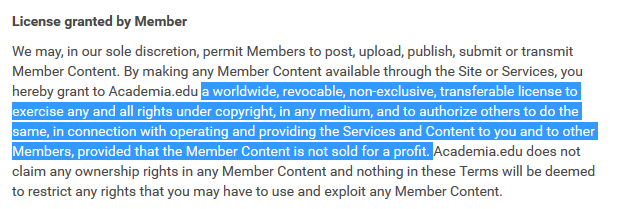 License granted by Member
We may, in our sole discretion, permit Members to post, upload, publish, submit or transmit
Member Content. By making any Member Content available through the Site or Services, you
hereby grant to Academia.edu a worldwide, revocable, non-exclusive, transferable license to
exercise any and all rights under copyright, in any medium, and to authorize others to do the
same, in connection with operating and providing the Services and Content to you and to other
Members, provided that the Member Content is not sold for a profit. Academia.edu does not
claim any ownership rights in any Member Content and nothing in these Terms will be deemed
to restrict any rights that you may have to use and exploit any Member Content.